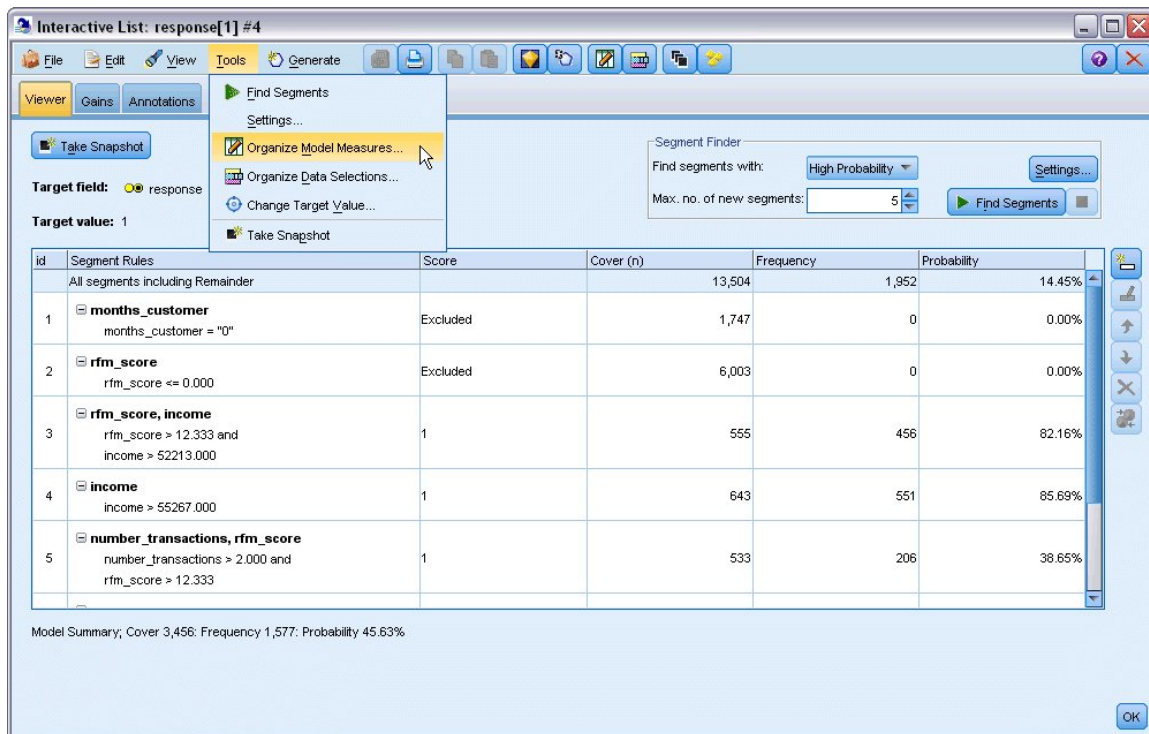 Interactive List: response[1] #4
File Edit View Tools Generate
Viewer Gains Annotations
Find Segments
Settings...
Organize Model Measures...
Organize Data Selections...
Change Target Value...
Take Snapshot
Take Snapshot
Target field: response
Target value: 1
Segment Finder
Find segments with: High Probability Settings...
Max. no. of new segments: 5 Find Segments
id Segment Rules Score Cover (n) Frequency Probability
All segments including Remainder 13,504 1,952 14.45%
1 months_customer Excluded 1,747 0 0.00%
months_customer = "0"
2 rfm_score Excluded 6,003 0 0.00%
rfm_score <= 0.000
3 rfm_score, income 1 555 456 82.16%
rfm_score > 12.333 and
income > 52213.000
4 income 1 643 551 85.69%
income > 55267.000
5 number_transactions, rfm_score 1 533 206 38.65%
number_transactions > 2.000 and
rfm_score > 12.333
Model Summary; Cover 3,456: Frequency 1,577: Probability 45.63%
OK